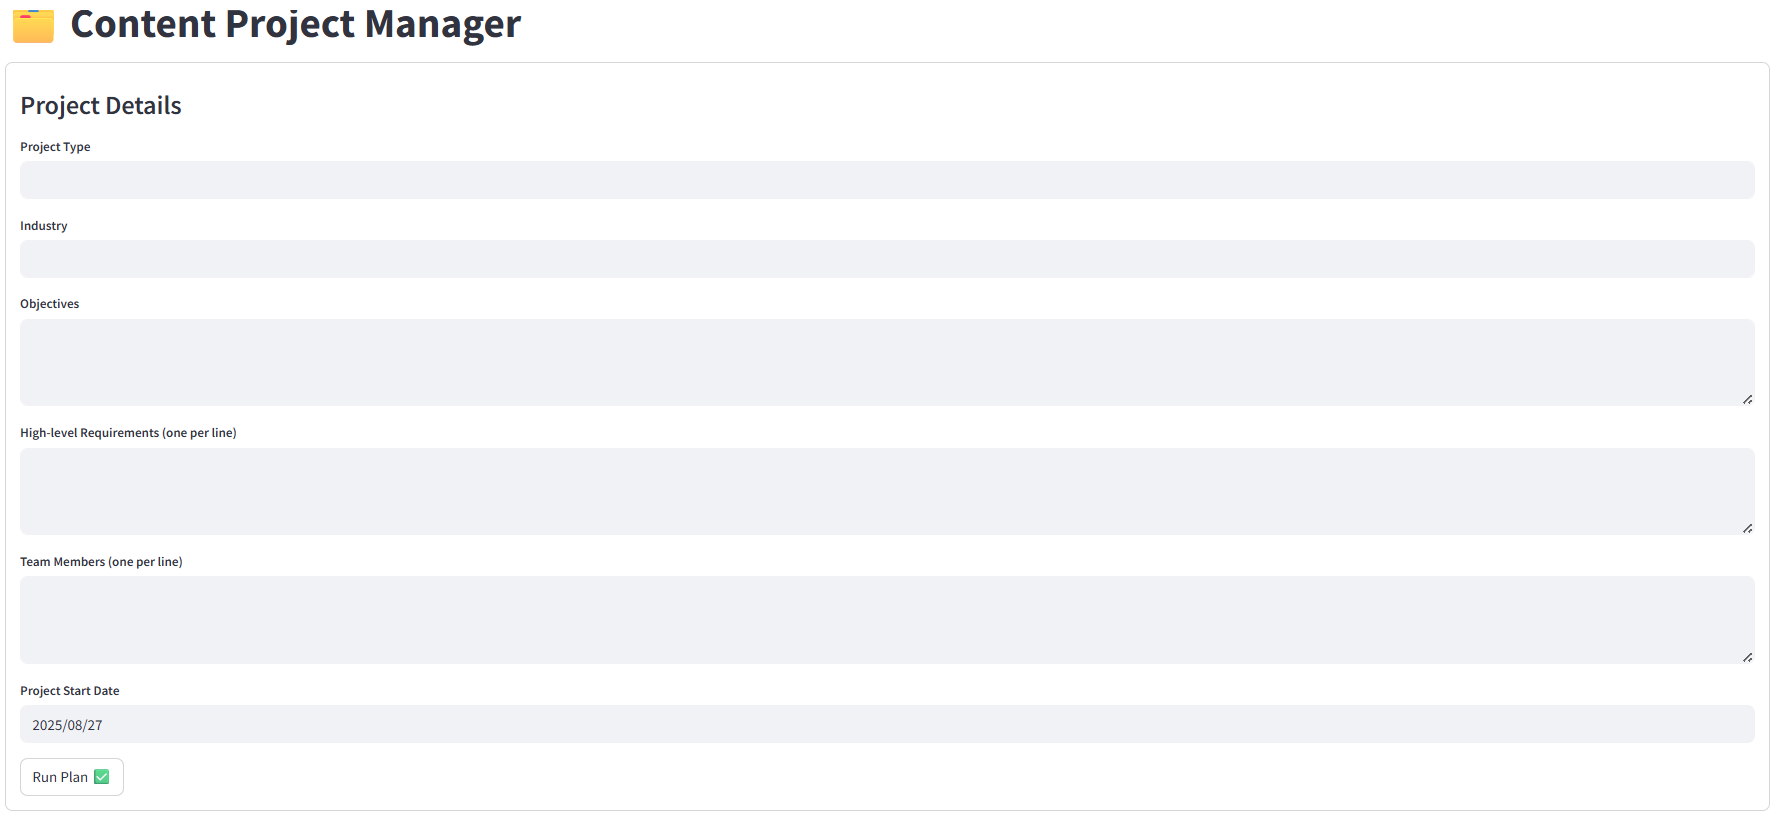 Content Project Manager
Project Details
Project Type
Industry
Objectives
High-level Requirements (one per line)
Team Members (one per line)
Project Start Date
2025/08/27
Run Plan ✅